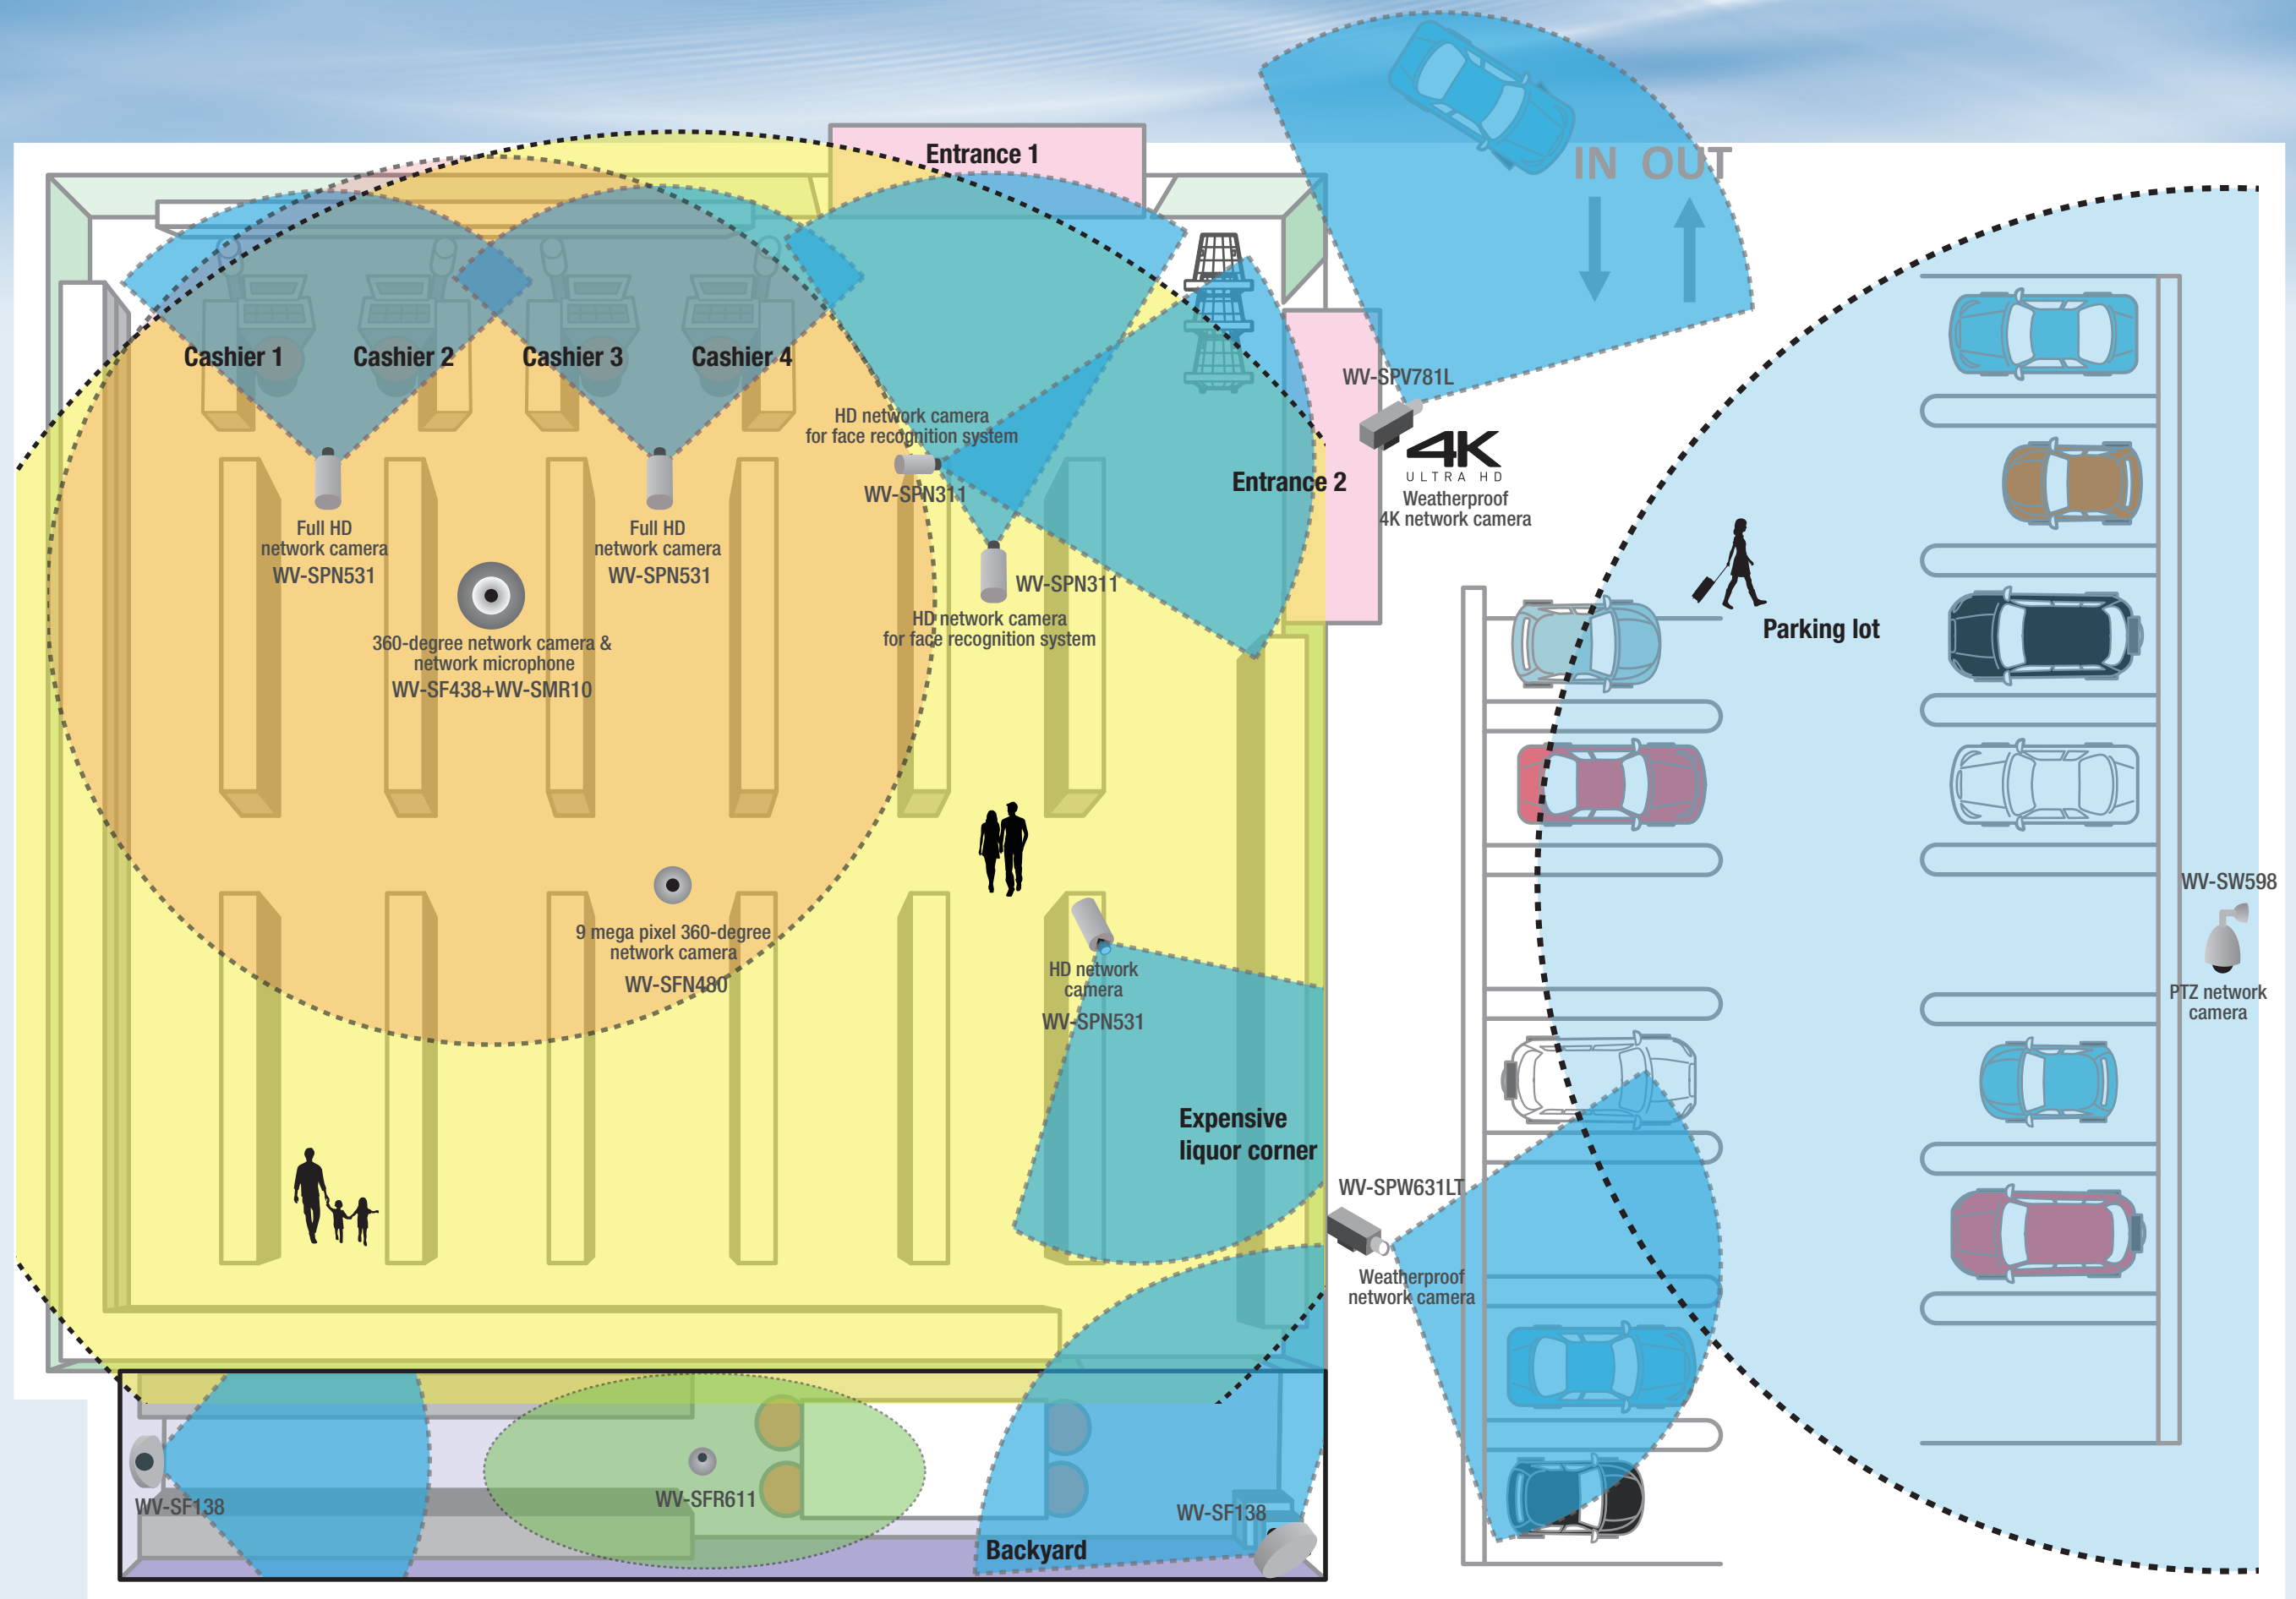 Entrance 1
IN OUT
Cashier 1
Cashier 2
Cashier 3
Cashier 4
WV-SPV781L
HD network camera
for face recognition system
WV-SPN311
4K
ULTRA HD
Weatherproof
4K network camera
Entrance 2
Full HD
network camera
WV-SPN531
Full HD
network camera
WV-SPN531
WV-SPN311
HD network camera
for face recognition system
360-degree network camera &
network microphone
WV-SF438+WV-SMR10
Parking lot
WV-SW598
PTZ network
camera
9 mega pixel 360-degree
network camera
WV-SFN480
HD network
camera
WV-SPN531
Expensive
liquor corner
WV-SPW631LT
Weatherproof
network camera
WV-SF138
WV-SFR611
WV-SF138
Backyard